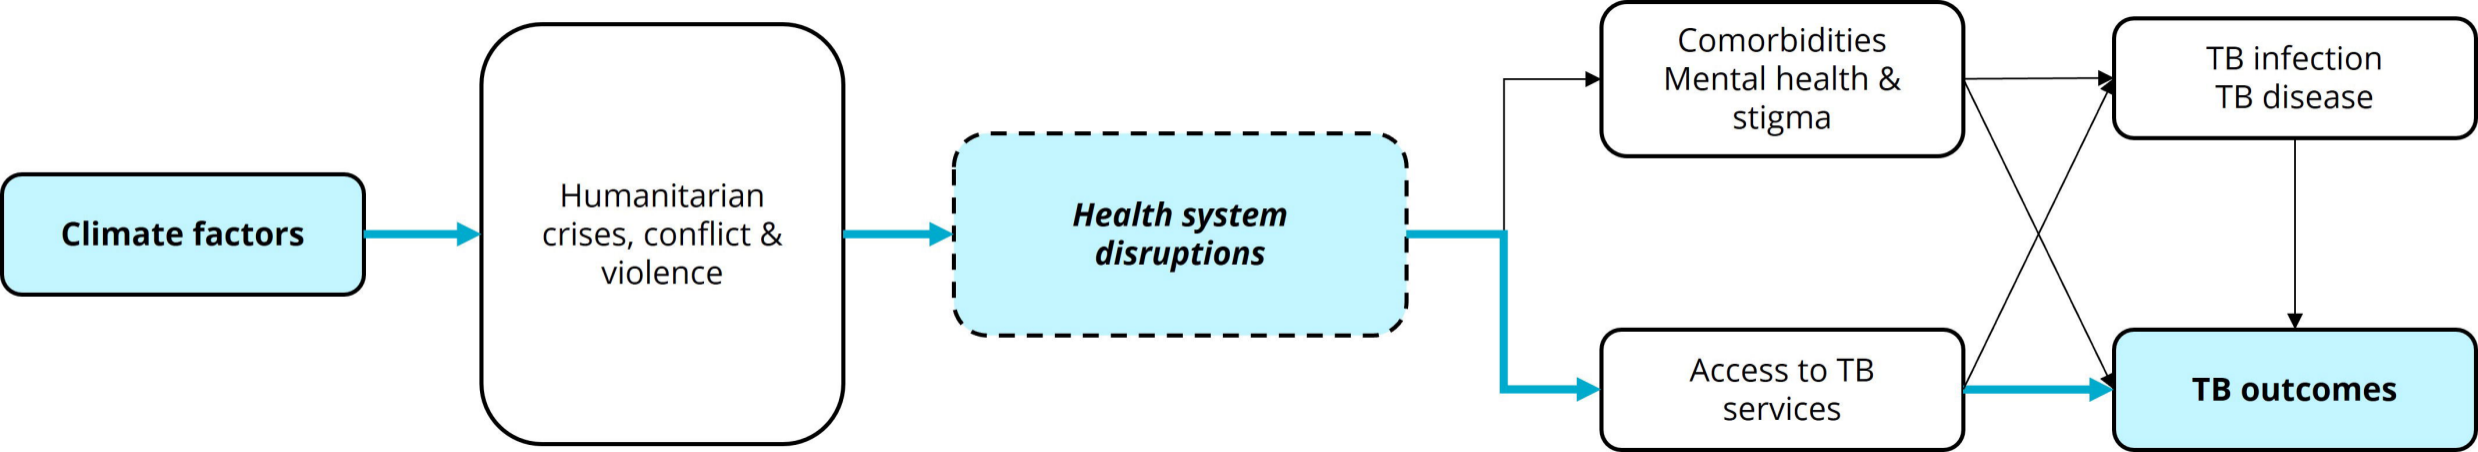 Climate factors
Humanitarian
crises, conflict &
violence
Health system
disruptions
Comorbidities
Mental health &
stigma
Access to TB
services
TB infection
TB disease
TB outcomes